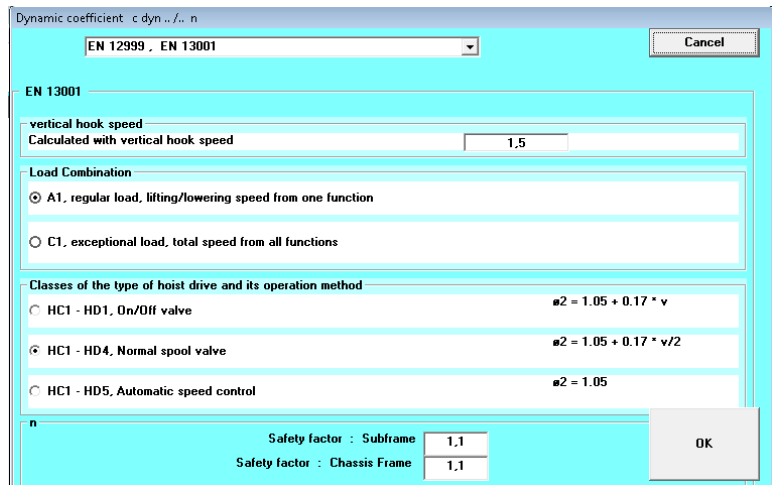 Dynamic coefficient c dyn ../.. n
EN 12999 , EN 13001
Cancel
EN 13001
vertical hook speed
Calculated with vertical hook speed 1,5
Load Combination
A1, regular load, lifting/lowering speed from one function
C1, exceptional load, total speed from all functions
Classes of the type of hoist drive and its operation method
HC1 - HD1, On/Off valve ø2 = 1.05 + 0.17 * v
HC1 - HD4, Normal spool valve ø2 = 1.05 + 0.17 * v/2
HC1 - HD5, Automatic speed control ø2 = 1.05
n
Safety factor : Subframe 1,1
Safety factor : Chassis Frame 1,1
OK